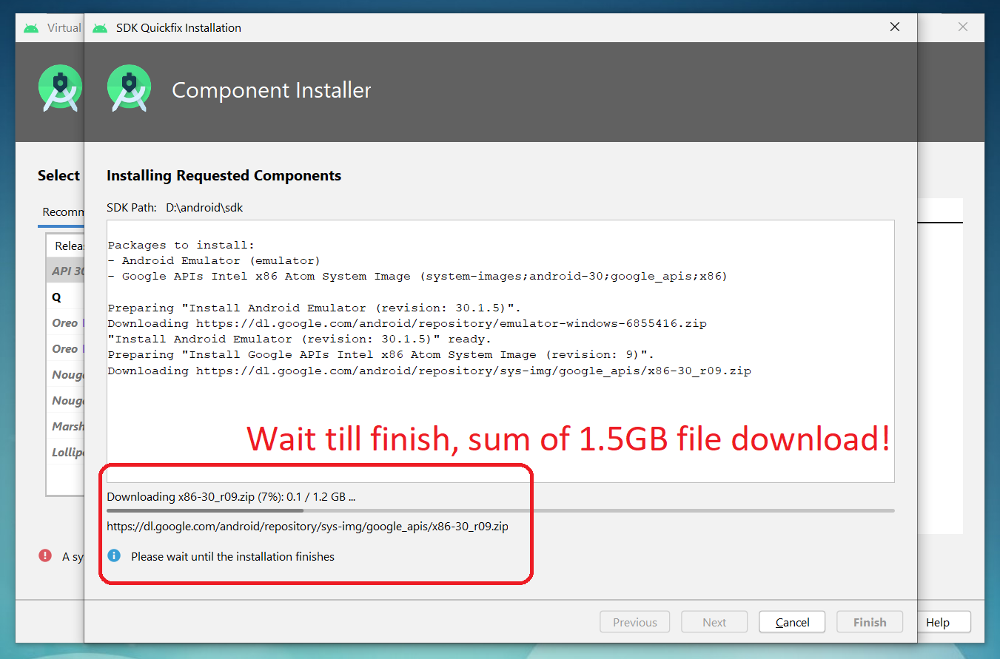 Virtual
SDK Quickfix Installation
Component Installer
Select
Installing Requested Components
Recomm
SDK Path: D:\android\sdk
Packages to install:
- Android Emulator (emulator)
- Google APIs Intel x86 Atom System Image (system-images;android-30;google_apis;x86)
Preparing "Install Android Emulator (revision: 30.1.5)".
Downloading https://dl.google.com/android/repository/emulator-windows-6855416.zip
"Install Android Emulator (revision: 30.1.5)" ready.
Preparing "Install Google APIs Intel x86 Atom System Image (revision: 9)".
Downloading https://dl.google.com/android/repository/sys-img/google_apis/x86-30_r09.zip
Releas
API 30
Q
Oreo
Oreo
Nouga
Nouga
Marsh
Lollipo
Wait till finish, sum of 1.5GB file download!
Downloading x86-30_r09.zip (7%): 0.1 / 1.2 GB ...
https://dl.google.com/android/repository/sys-img/google_apis/x86-30_r09.zip
A sy
Please wait until the installation finishes
Previous
Next
Cancel
Finish
Help